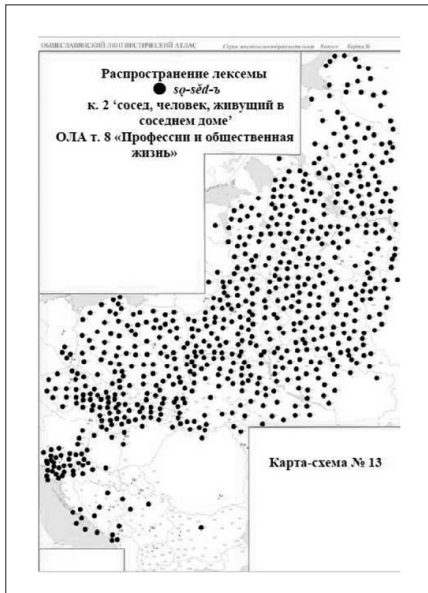 ОБЩЕСЛАВЯНСКИЙ ЛИНГВИСТИЧЕСКИЙ АТЛАС
Распространение лексемы
● sǫ-sěd-ъ
к. 2 ‘сосед, человек, живущий в
соседнем доме’
ОЛА т. 8 «Профессии и общественная
жизнь»
Карта-схема № 13